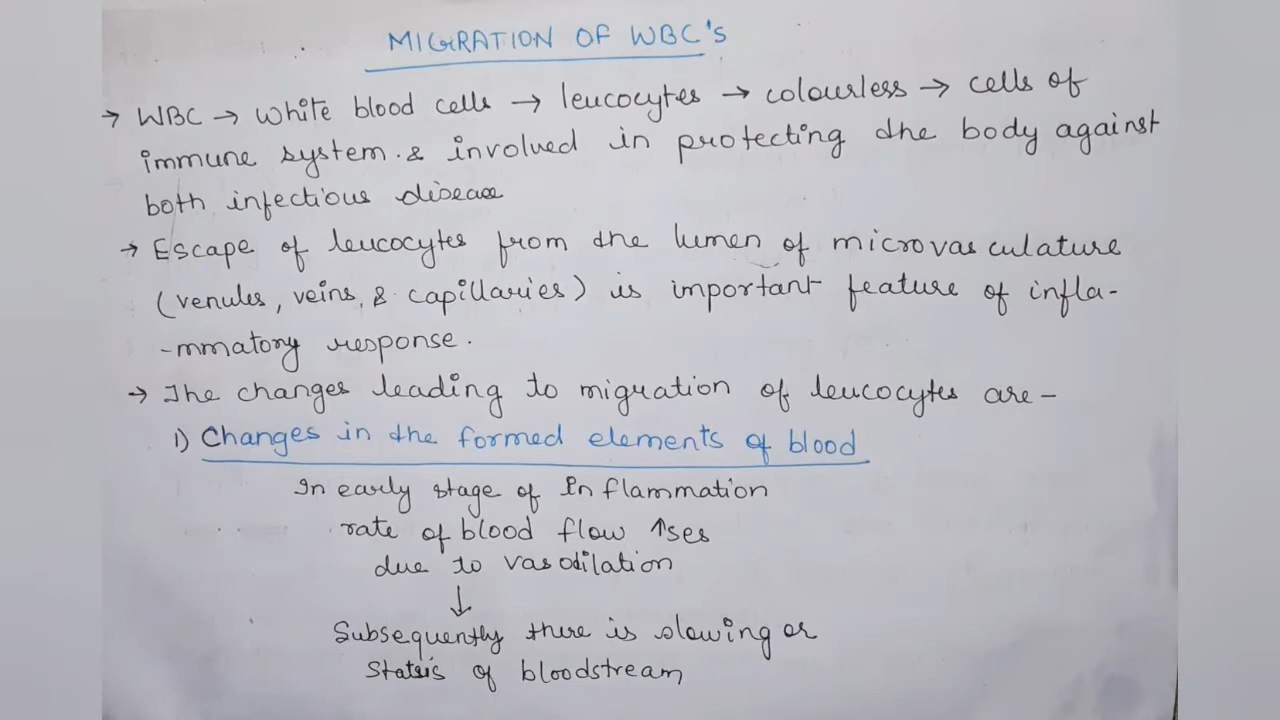 MIGRATION OF WBC's
→ WBC → white blood cells → leucocytes → colourless → cells of
immune system. & involved in protecting the body against
both infectious disease
→ Escape of leucocytes from the lumen of microvasculature
(venules, veins, & capillaries) is important feature of infla-
-mmatory response.
→ The changes leading to migration of leucocytes are -
1) Changes in the formed elements of blood
In early stage of Inflammation
rate of blood flow ↑ses
due to vasodilation
↓
Subsequently there is slowing or
Statsis of bloodstream